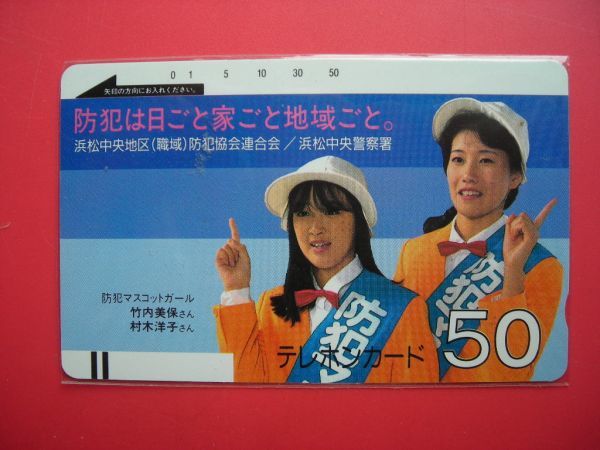 0 1 5 10 30 50
矢印の方向にお入れください。
防犯は日ごと家ごと地域ごと。
浜松中央地区(職域)防犯協会連合会/浜松中央警察署
防犯マスコットガール
竹内美保さん
村木洋子さん
防犯
防犯
テレホンカード 50